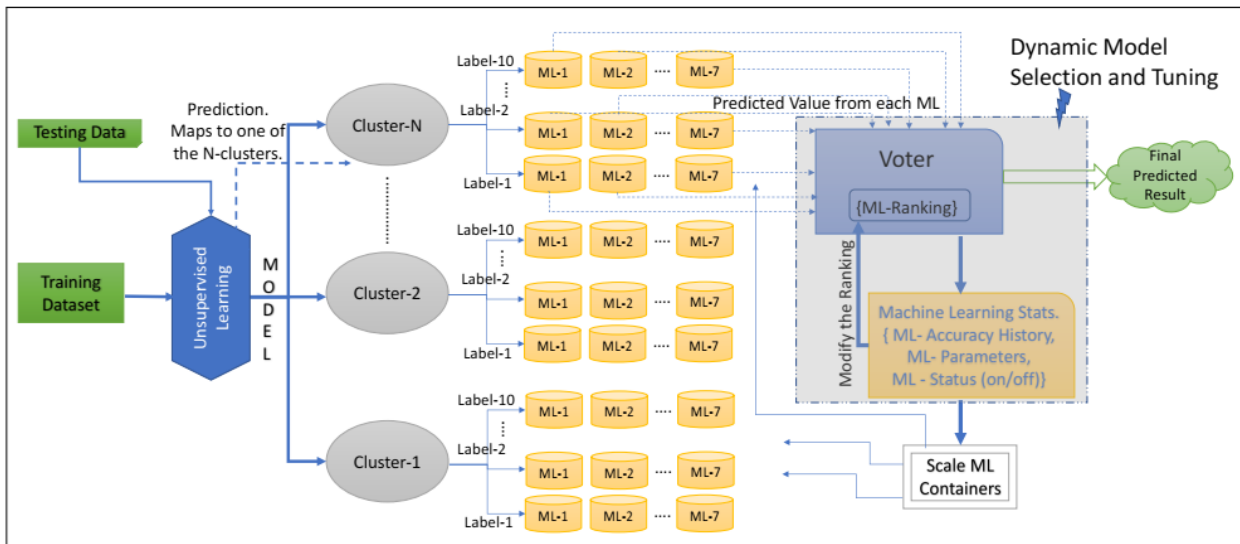 Dynamic Model
Selection and Tuning
Testing Data
Prediction.
Maps to one of
the N-clusters.
Training
Dataset
Unsupervised
Learning
MODEL
Cluster-N
Label-10
ML-1 ML-2 .... ML-7
Label-2
ML-1 ML-2 .... ML-7
Label-1
ML-1 ML-2 .... ML-7
Cluster-2
Label-10
ML-1 ML-2 .... ML-7
Label-2
ML-1 ML-2 .... ML-7
Label-1
ML-1 ML-2 .... ML-7
Cluster-1
Label-10
ML-1 ML-2 .... ML-7
Label-2
ML-1 ML-2 .... ML-7
Label-1
ML-1 ML-2 .... ML-7
Predicted Value from each ML
Voter
{ML-Ranking}
Modify the Ranking
Machine Learning Stats.
{ ML- Accuracy History,
ML- Parameters,
ML - Status (on/off)}
Scale ML
Containers
Final
Predicted
Result